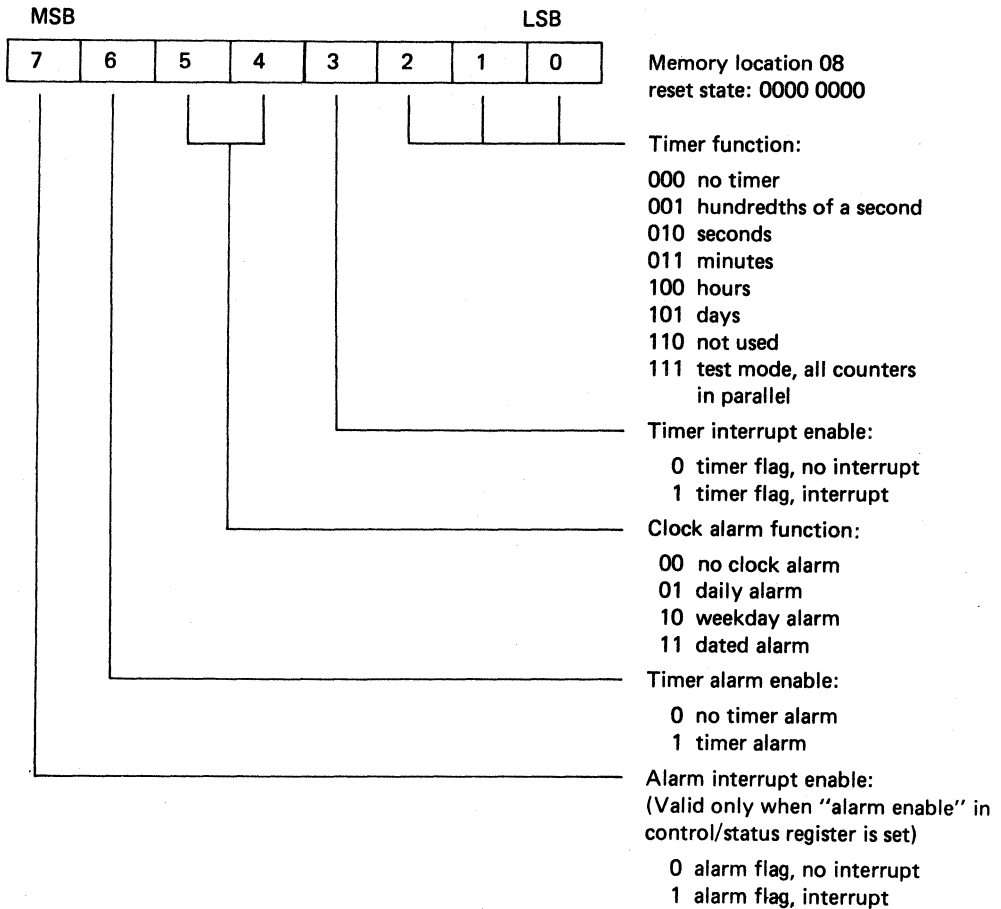 MSB LSB
7 6 5 4 3 2 1 0
Memory location 08
reset state: 0000 0000
Timer function:
000 no timer
001 hundredths of a second
010 seconds
011 minutes
100 hours
101 days
110 not used
111 test mode, all counters
in parallel
Timer interrupt enable:
0 timer flag, no interrupt
1 timer flag, interrupt
Clock alarm function:
00 no clock alarm
01 daily alarm
10 weekday alarm
11 dated alarm
Timer alarm enable:
0 no timer alarm
1 timer alarm
Alarm interrupt enable:
(Valid only when "alarm enable" in
control/status register is set)
0 alarm flag, no interrupt
1 alarm flag, interrupt